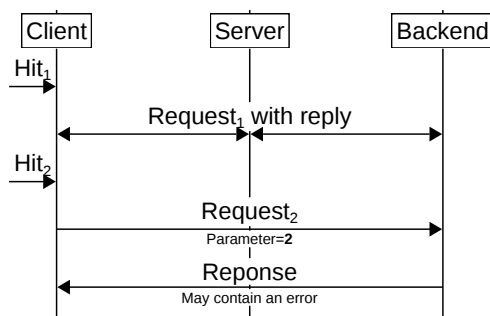 Client Server Backend
Hit₁
Request₁ with reply
Hit₂
Request₂
Parameter=2
Reponse
May contain an error